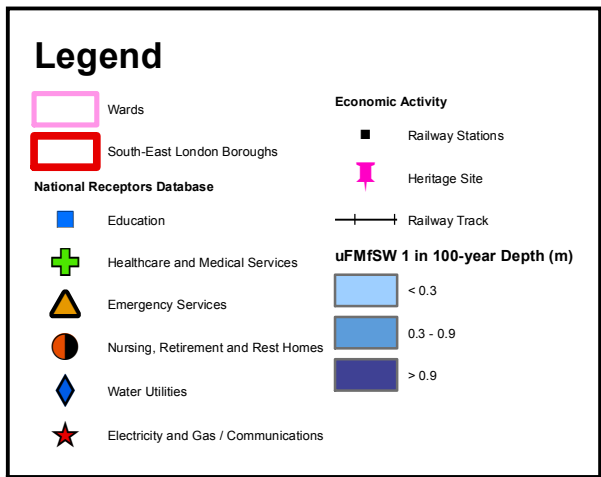 Legend
Wards
South-East London Boroughs
National Receptors Database
Education
Healthcare and Medical Services
Emergency Services
Nursing, Retirement and Rest Homes
Water Utilities
Electricity and Gas / Communications
Economic Activity
Railway Stations
Heritage Site
Railway Track
uFMfSW 1 in 100-year Depth (m)
< 0.3
0.3 - 0.9
> 0.9